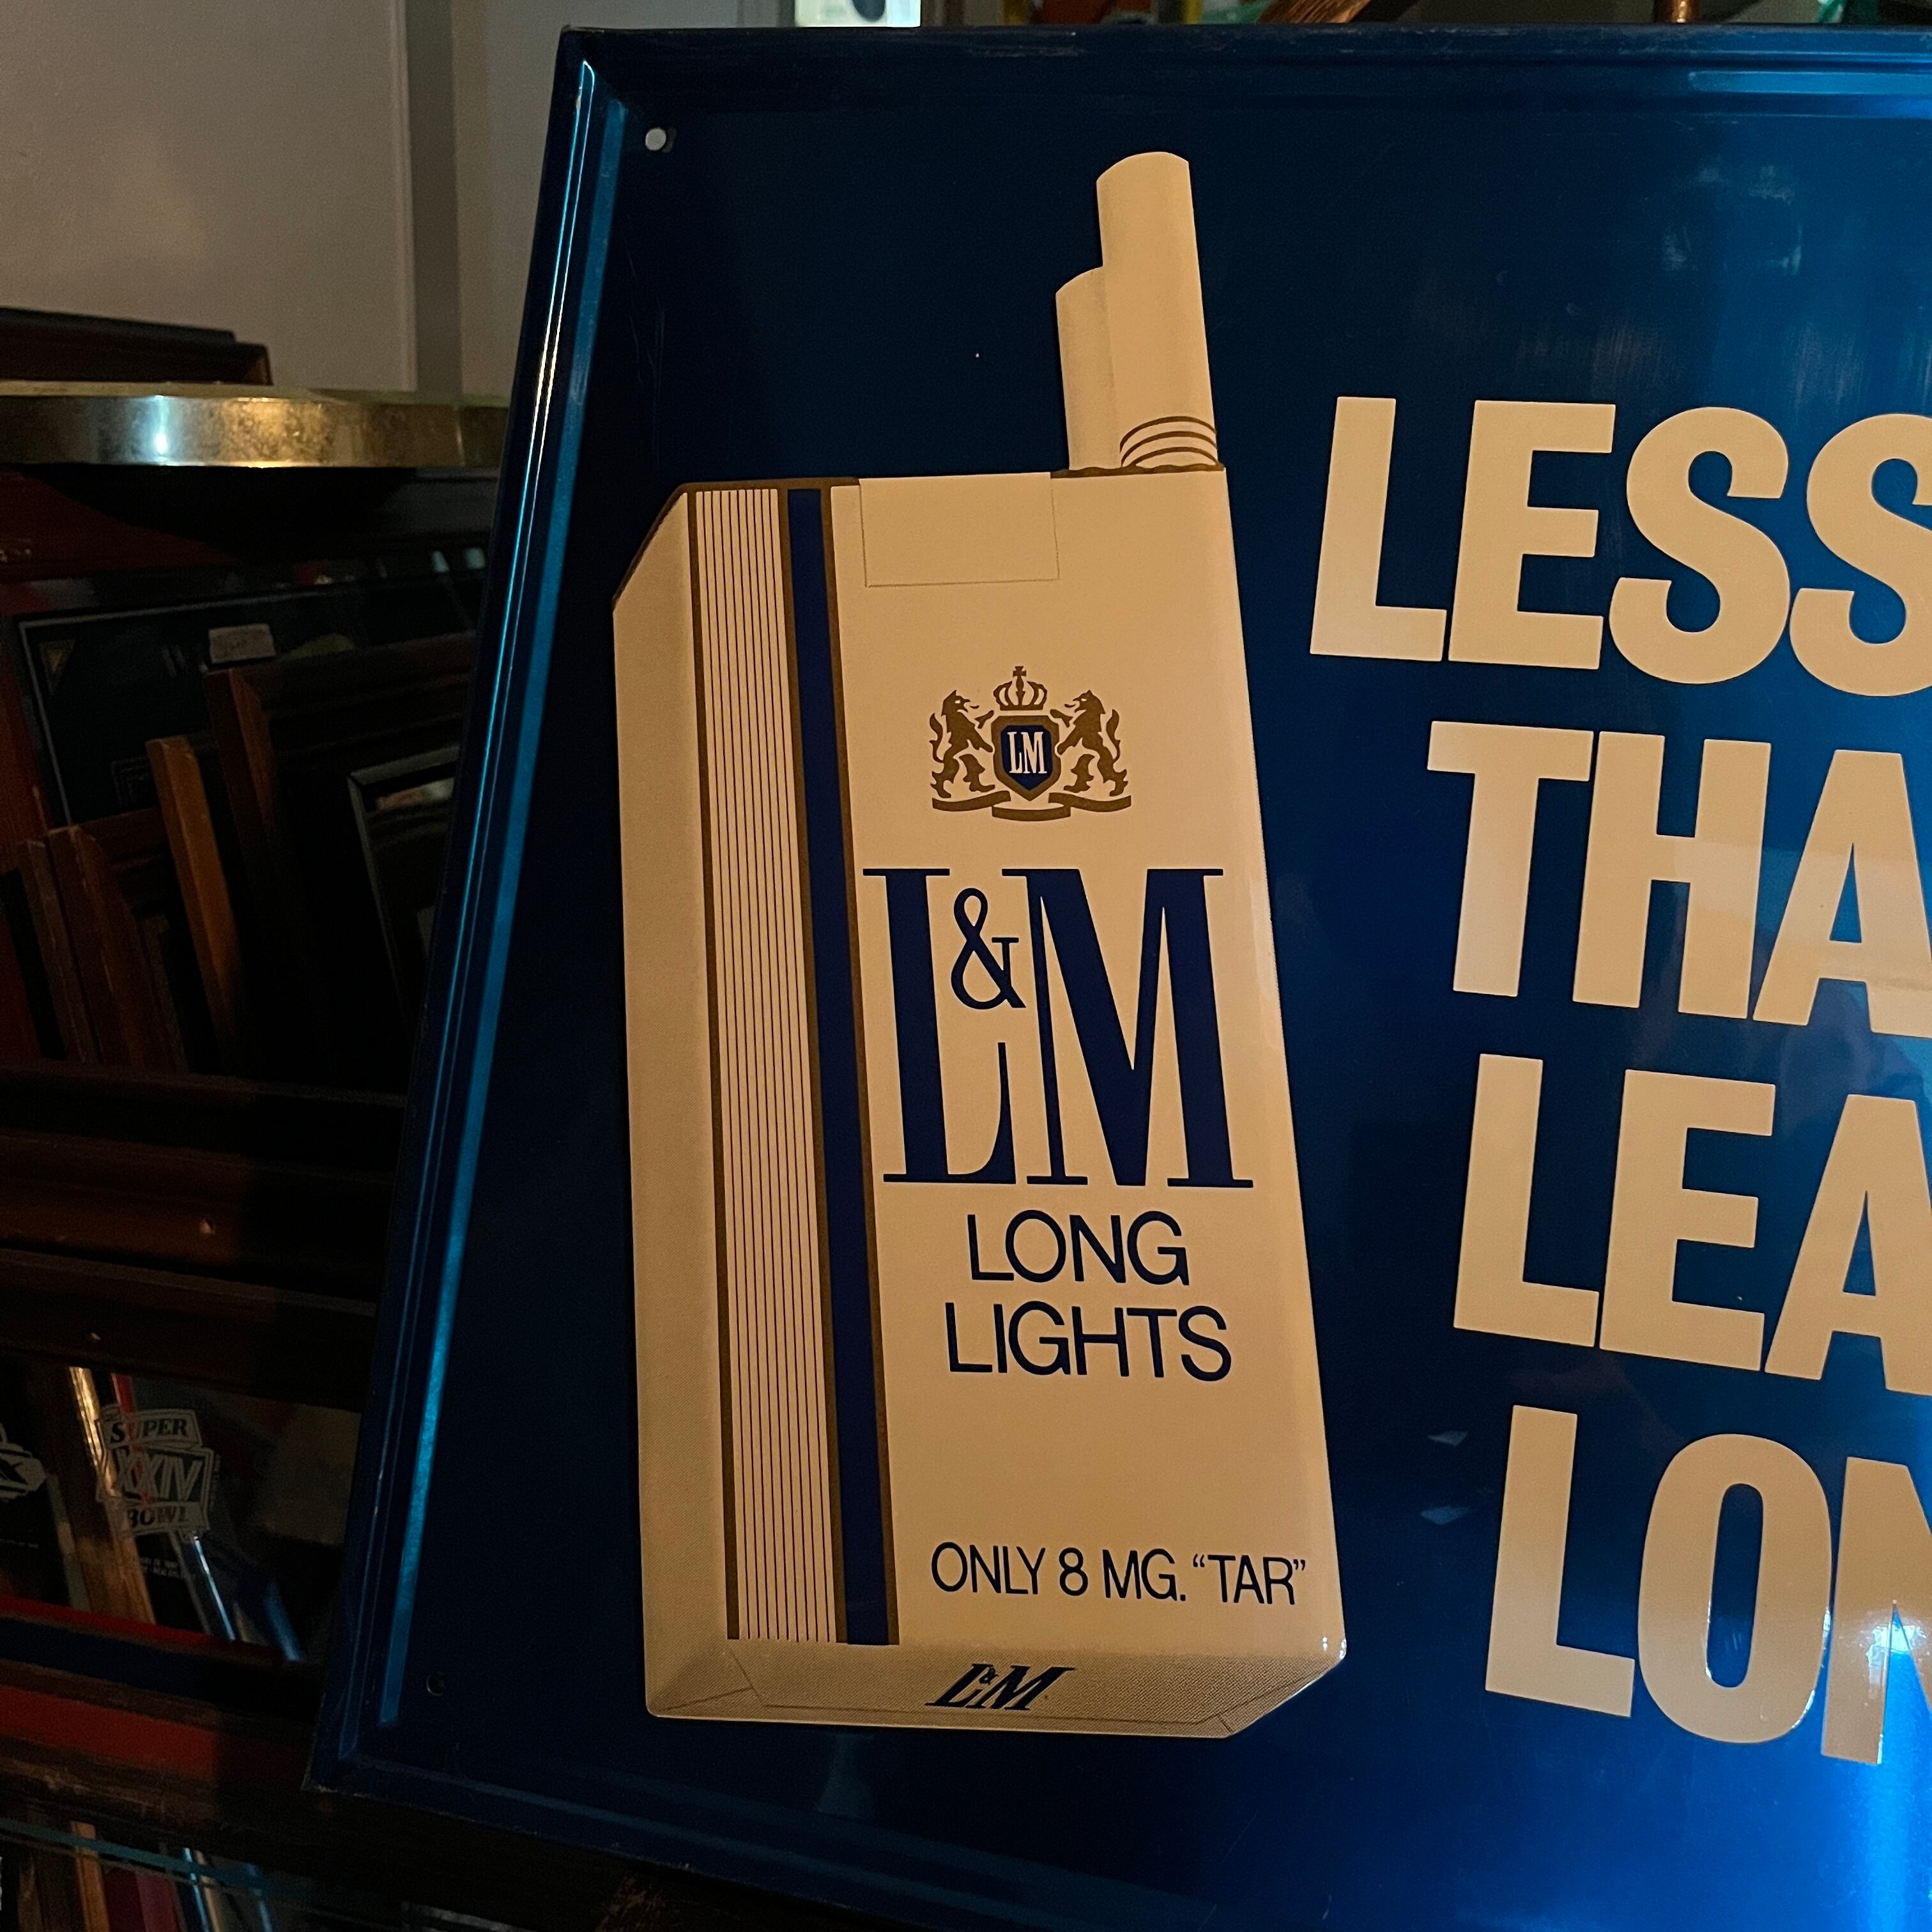 LM
L&M
LONG
LIGHTS
ONLY 8 MG. “TAR”
L&M
LESS
THA
LEA
LON
SUPER
XXIV
BOWL